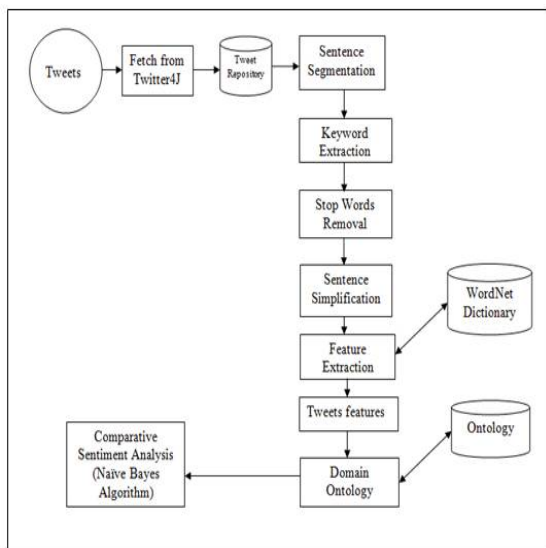 Tweets
Fetch from
Twitter4J
Tweet
Repository
Sentence
Segmentation
Keyword
Extraction
Stop Words
Removal
Sentence
Simplification
WordNet
Dictionary
Feature
Extraction
Tweets features
Ontology
Domain
Ontology
Comparative
Sentiment Analysis
(Naïve Bayes
Algorithm)